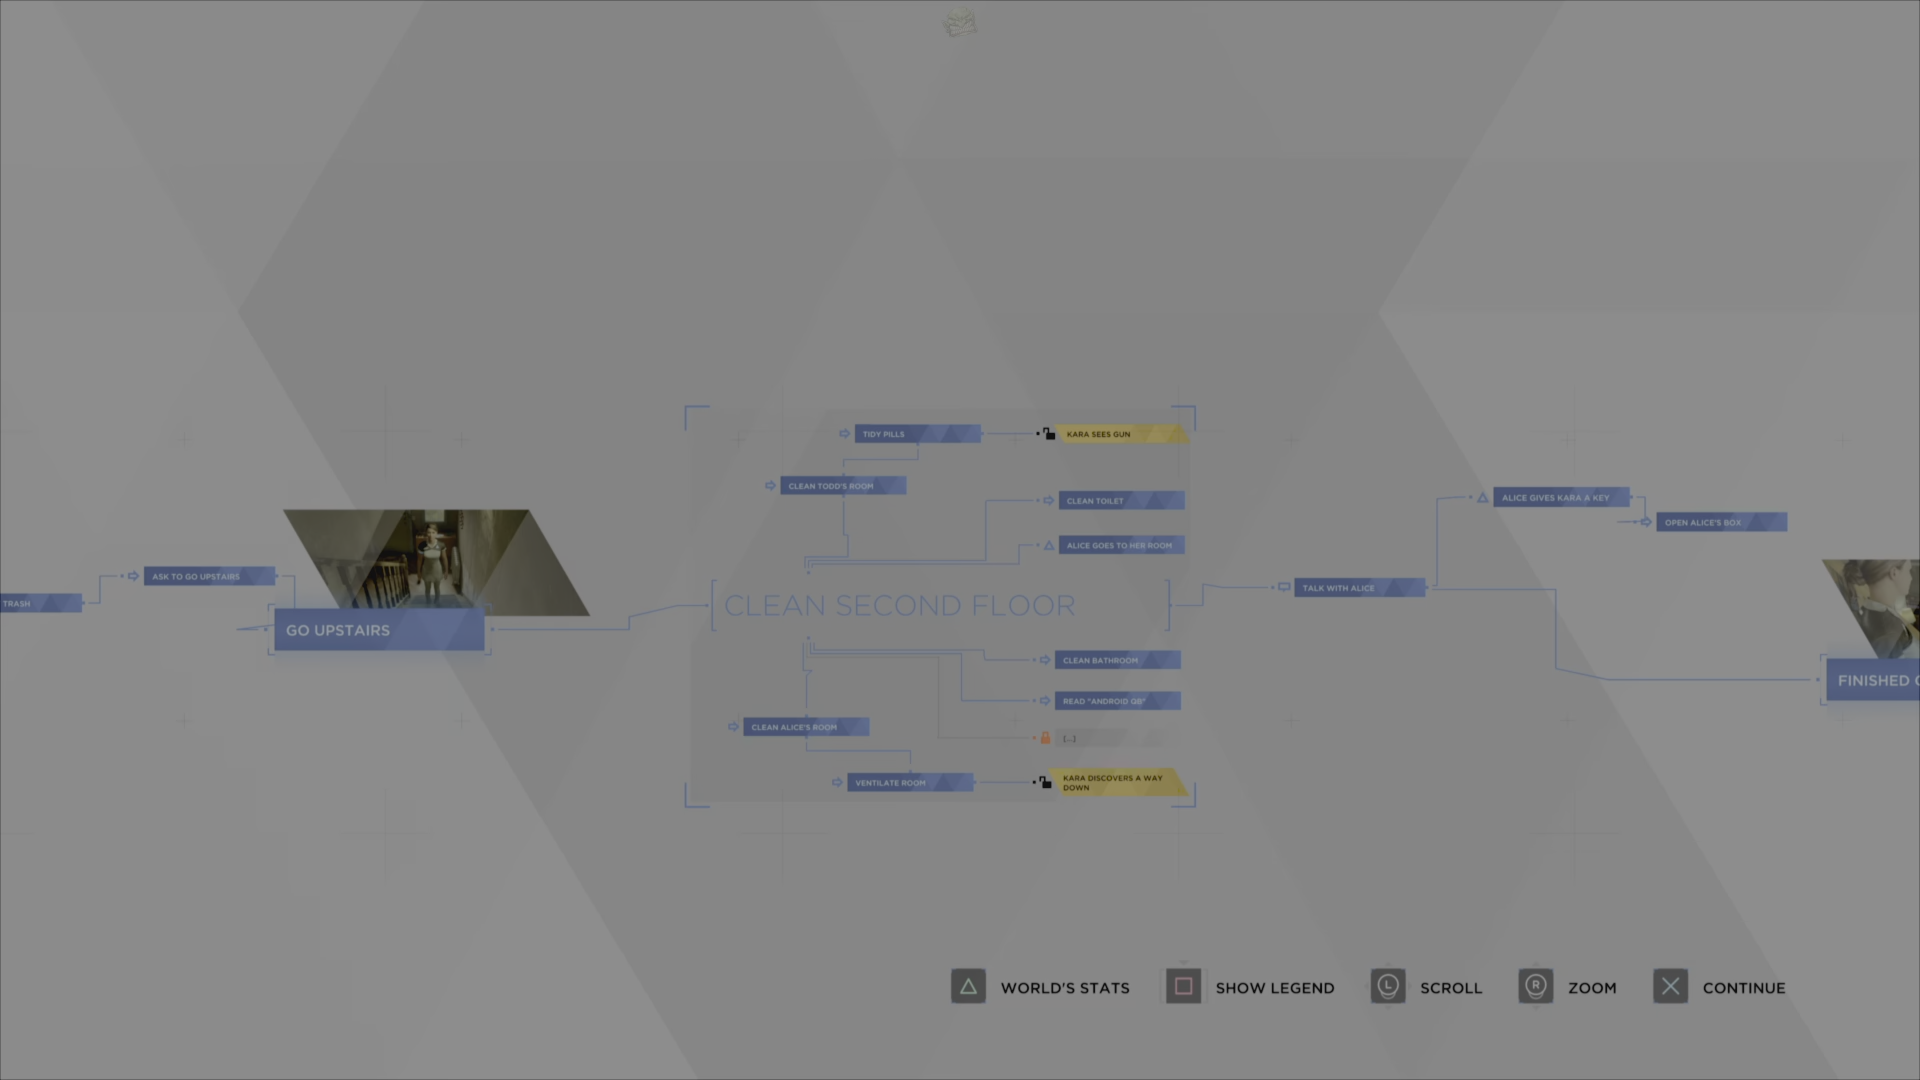 TIDY PILLS
KARA SEES GUN
CLEAN TODD'S ROOM
CLEAN TOILET
ALICE GIVES KARA A KEY
OPEN ALICE'S BOX
ALICE GOES TO HER ROOM
ASK TO GO UPSTAIRS
TRASH
GO UPSTAIRS
CLEAN SECOND FLOOR
TALK WITH ALICE
CLEAN BATHROOM
FINISHED
READ "ANDROID QB"
CLEAN ALICE'S ROOM
[...]
VENTILATE ROOM
KARA DISCOVERS A WAY
DOWN
WORLD'S STATS
SHOW LEGEND
L
SCROLL
R
ZOOM
CONTINUE